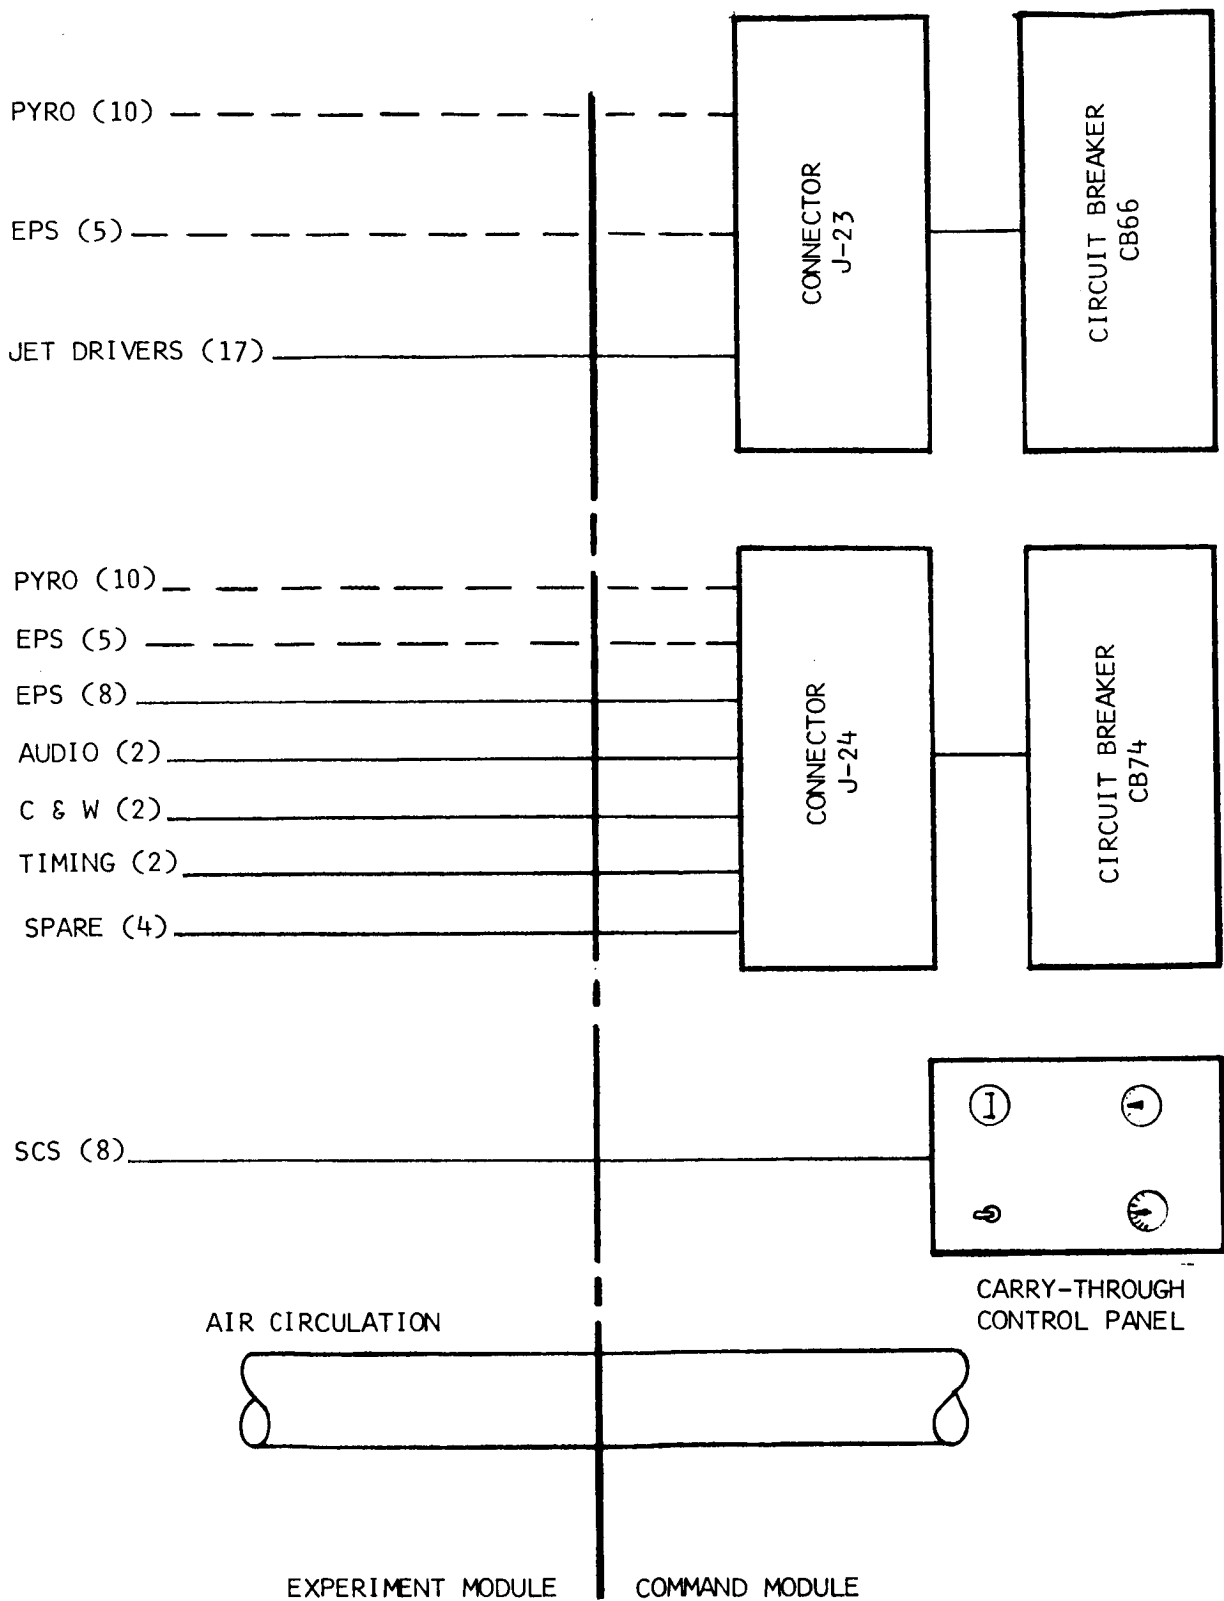 PYRO (10)
EPS (5)
JET DRIVERS (17)
CONNECTOR
J-23
CIRCUIT BREAKER
CB66
PYRO (10)
EPS (5)
EPS (8)
AUDIO (2)
C & W (2)
TIMING (2)
SPARE (4)
CONNECTOR
J-24
CIRCUIT BREAKER
CB74
SCS (8)
CARRY-THROUGH
CONTROL PANEL
AIR CIRCULATION
EXPERIMENT MODULE
COMMAND MODULE